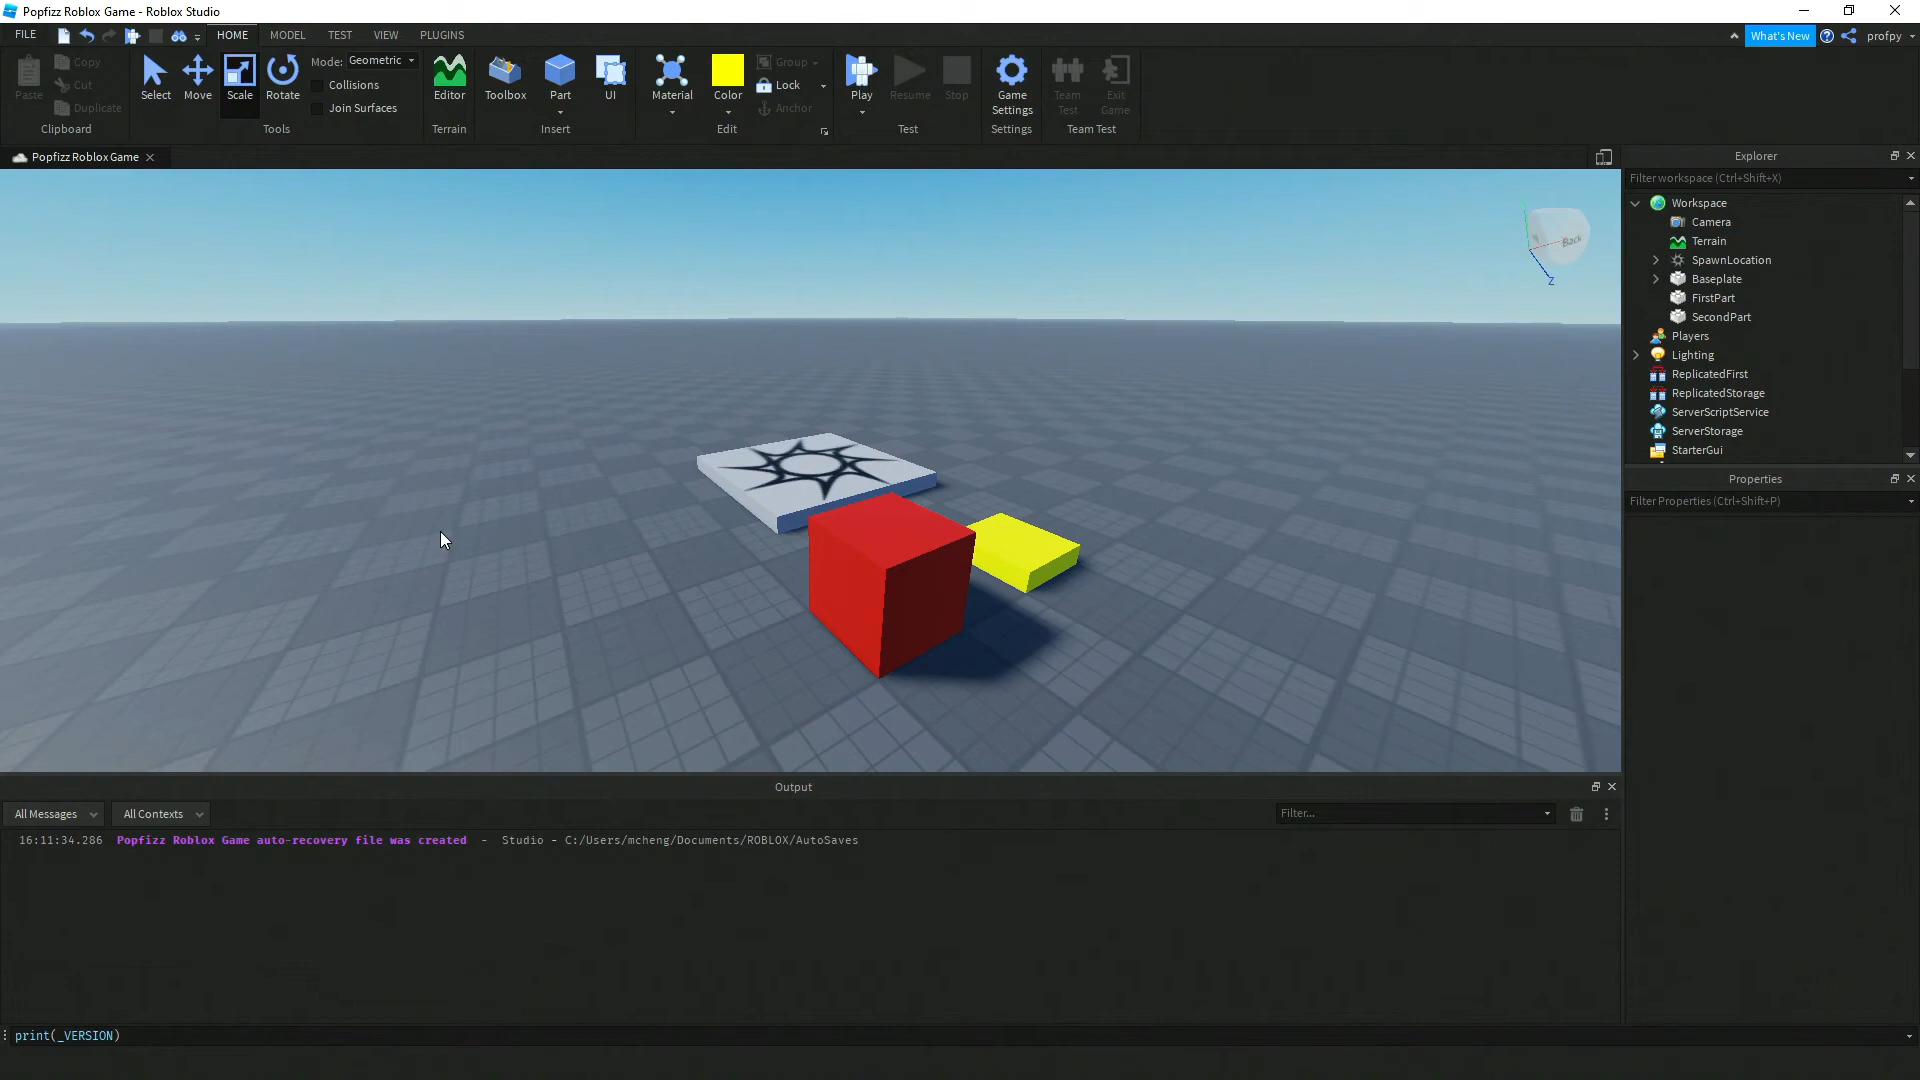 Popfizz Roblox Game - Roblox Studio
FILE HOME MODEL TEST VIEW PLUGINS What's New profpy
Paste Copy Cut Duplicate
Clipboard
Select Move Scale Rotate
Mode: Geometric
Collisions
Join Surfaces
Tools
Editor
Terrain
Toolbox Part UI
Insert
Material Color
Group
Lock
Anchor
Edit
Play Resume Stop
Test
Game Settings
Settings
Team Test
Exit Game
Team Test
Popfizz Roblox Game
Back
Z
Explorer
Filter workspace (Ctrl+Shift+X)
Workspace
Camera
Terrain
SpawnLocation
Baseplate
FirstPart
SecondPart
Players
Lighting
ReplicatedFirst
ReplicatedStorage
ServerScriptService
ServerStorage
StarterGui
Properties
Filter Properties (Ctrl+Shift+P)
Output
All Messages All Contexts Filter...
16:11:34.286 Popfizz Roblox Game auto-recovery file was created - Studio - C:/Users/mcheng/Documents/ROBLOX/AutoSaves
print(_VERSION)